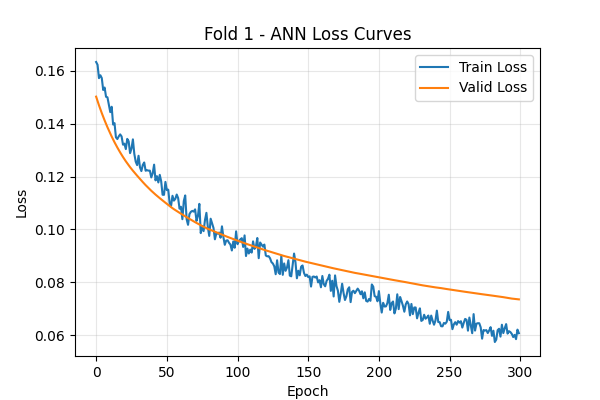 Fold 1 - ANN Loss Curves
Train Loss
Valid Loss
Loss
0.16
0.14
0.12
0.10
0.08
0.06
0 50 100 150 200 250 300
Epoch